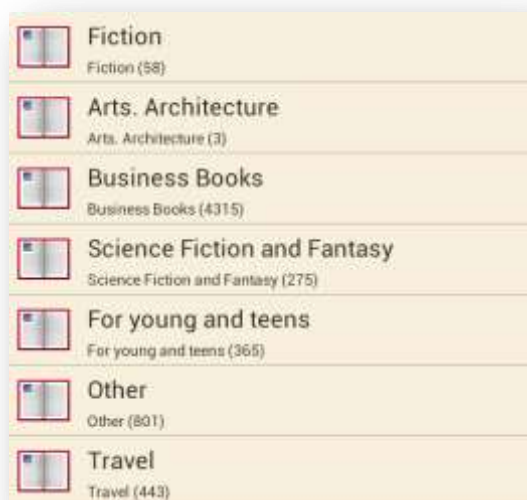 Fiction
Fiction (58)
Arts. Architecture
Arts. Architecture (3)
Business Books
Business Books (4315)
Science Fiction and Fantasy
Science Fiction and Fantasy (275)
For young and teens
For young and teens (365)
Other
Other (801)
Travel
Travel (443)